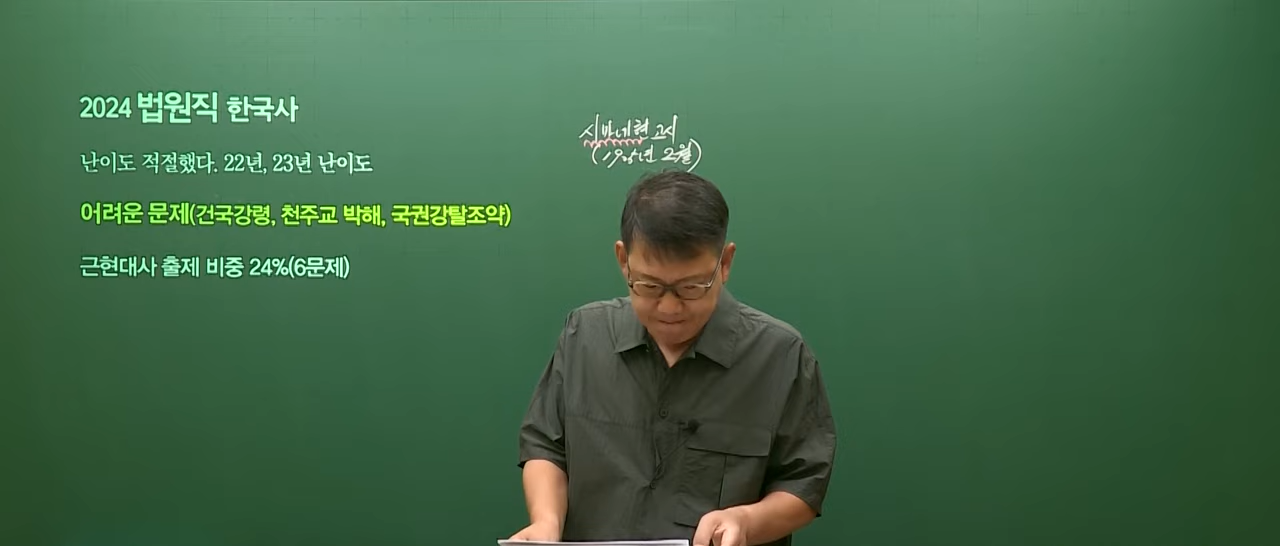 2024 법원직 한국사
난이도 적절했다. 22년, 23년 난이도
어려운 문제(건국강령, 천주교 박해, 국권강탈조약)
근현대사 출제 비중 24%(6문제)
시마네현 고시
(1905년 2월)